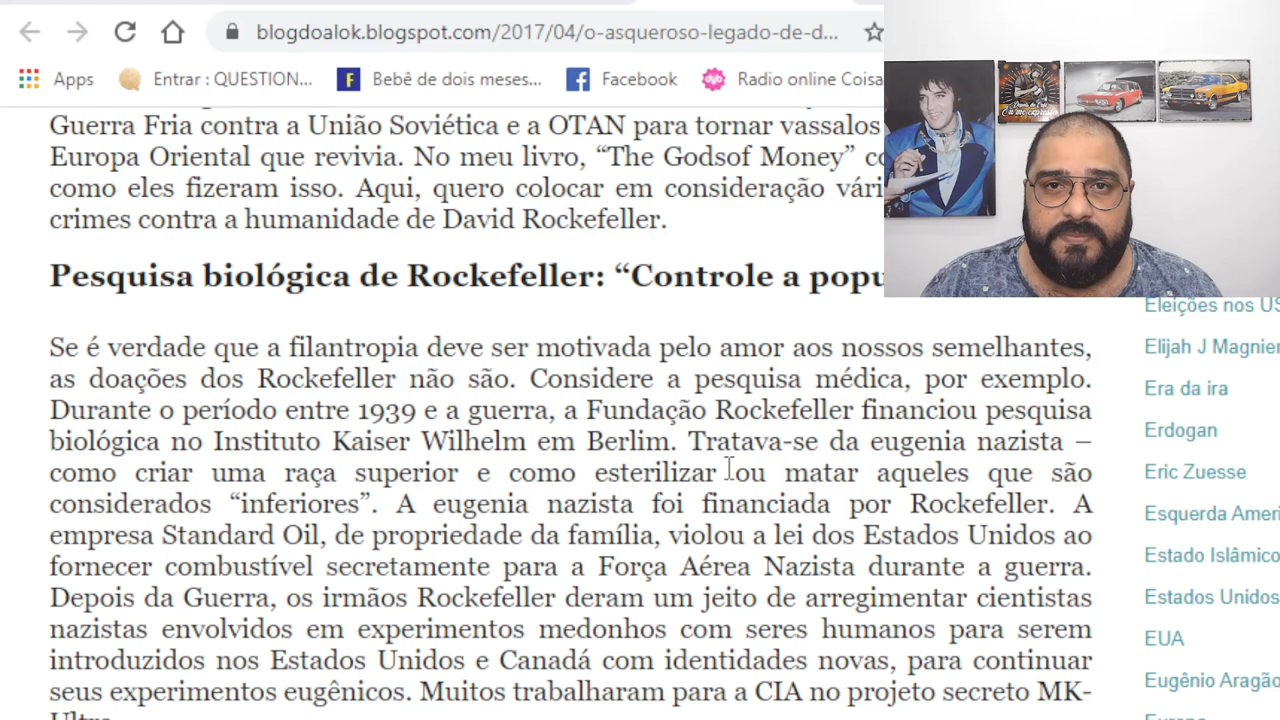 blogdoalok.blogspot.com/2017/04/o-asqueroso-legado-de-d...
Apps Entrar : QUESTION... Bebê de dois meses... Facebook Radio online Coisa
Guerra Fria contra a União Soviética e a OTAN para tornar vassalos
Europa Oriental que revivia. No meu livro, “The Godsof Money” co
como eles fizeram isso. Aqui, quero colocar em consideração vári
crimes contra a humanidade de David Rockefeller.
Pesquisa biológica de Rockefeller: “Controle a popu
Se é verdade que a filantropia deve ser motivada pelo amor aos nossos semelhantes,
as doações dos Rockefeller não são. Considere a pesquisa médica, por exemplo.
Durante o período entre 1939 e a guerra, a Fundação Rockefeller financiou pesquisa
biológica no Instituto Kaiser Wilhelm em Berlim. Tratava-se da eugenia nazista –
como criar uma raça superior e como esterilizar ou matar aqueles que são
considerados “inferiores”. A eugenia nazista foi financiada por Rockefeller. A
empresa Standard Oil, de propriedade da família, violou a lei dos Estados Unidos ao
fornecer combustível secretamente para a Força Aérea Nazista durante a guerra.
Depois da Guerra, os irmãos Rockefeller deram um jeito de arregimentar cientistas
nazistas envolvidos em experimentos medonhos com seres humanos para serem
introduzidos nos Estados Unidos e Canadá com identidades novas, para continuar
seus experimentos eugênicos. Muitos trabalharam para a CIA no projeto secreto MK-
Ultra
Eleições nos US
Elijah J Magnier
Era da ira
Erdogan
Eric Zuesse
Esquerda Ameri
Estado Islâmico
Estados Unidos
EUA
Eugênio Aragão